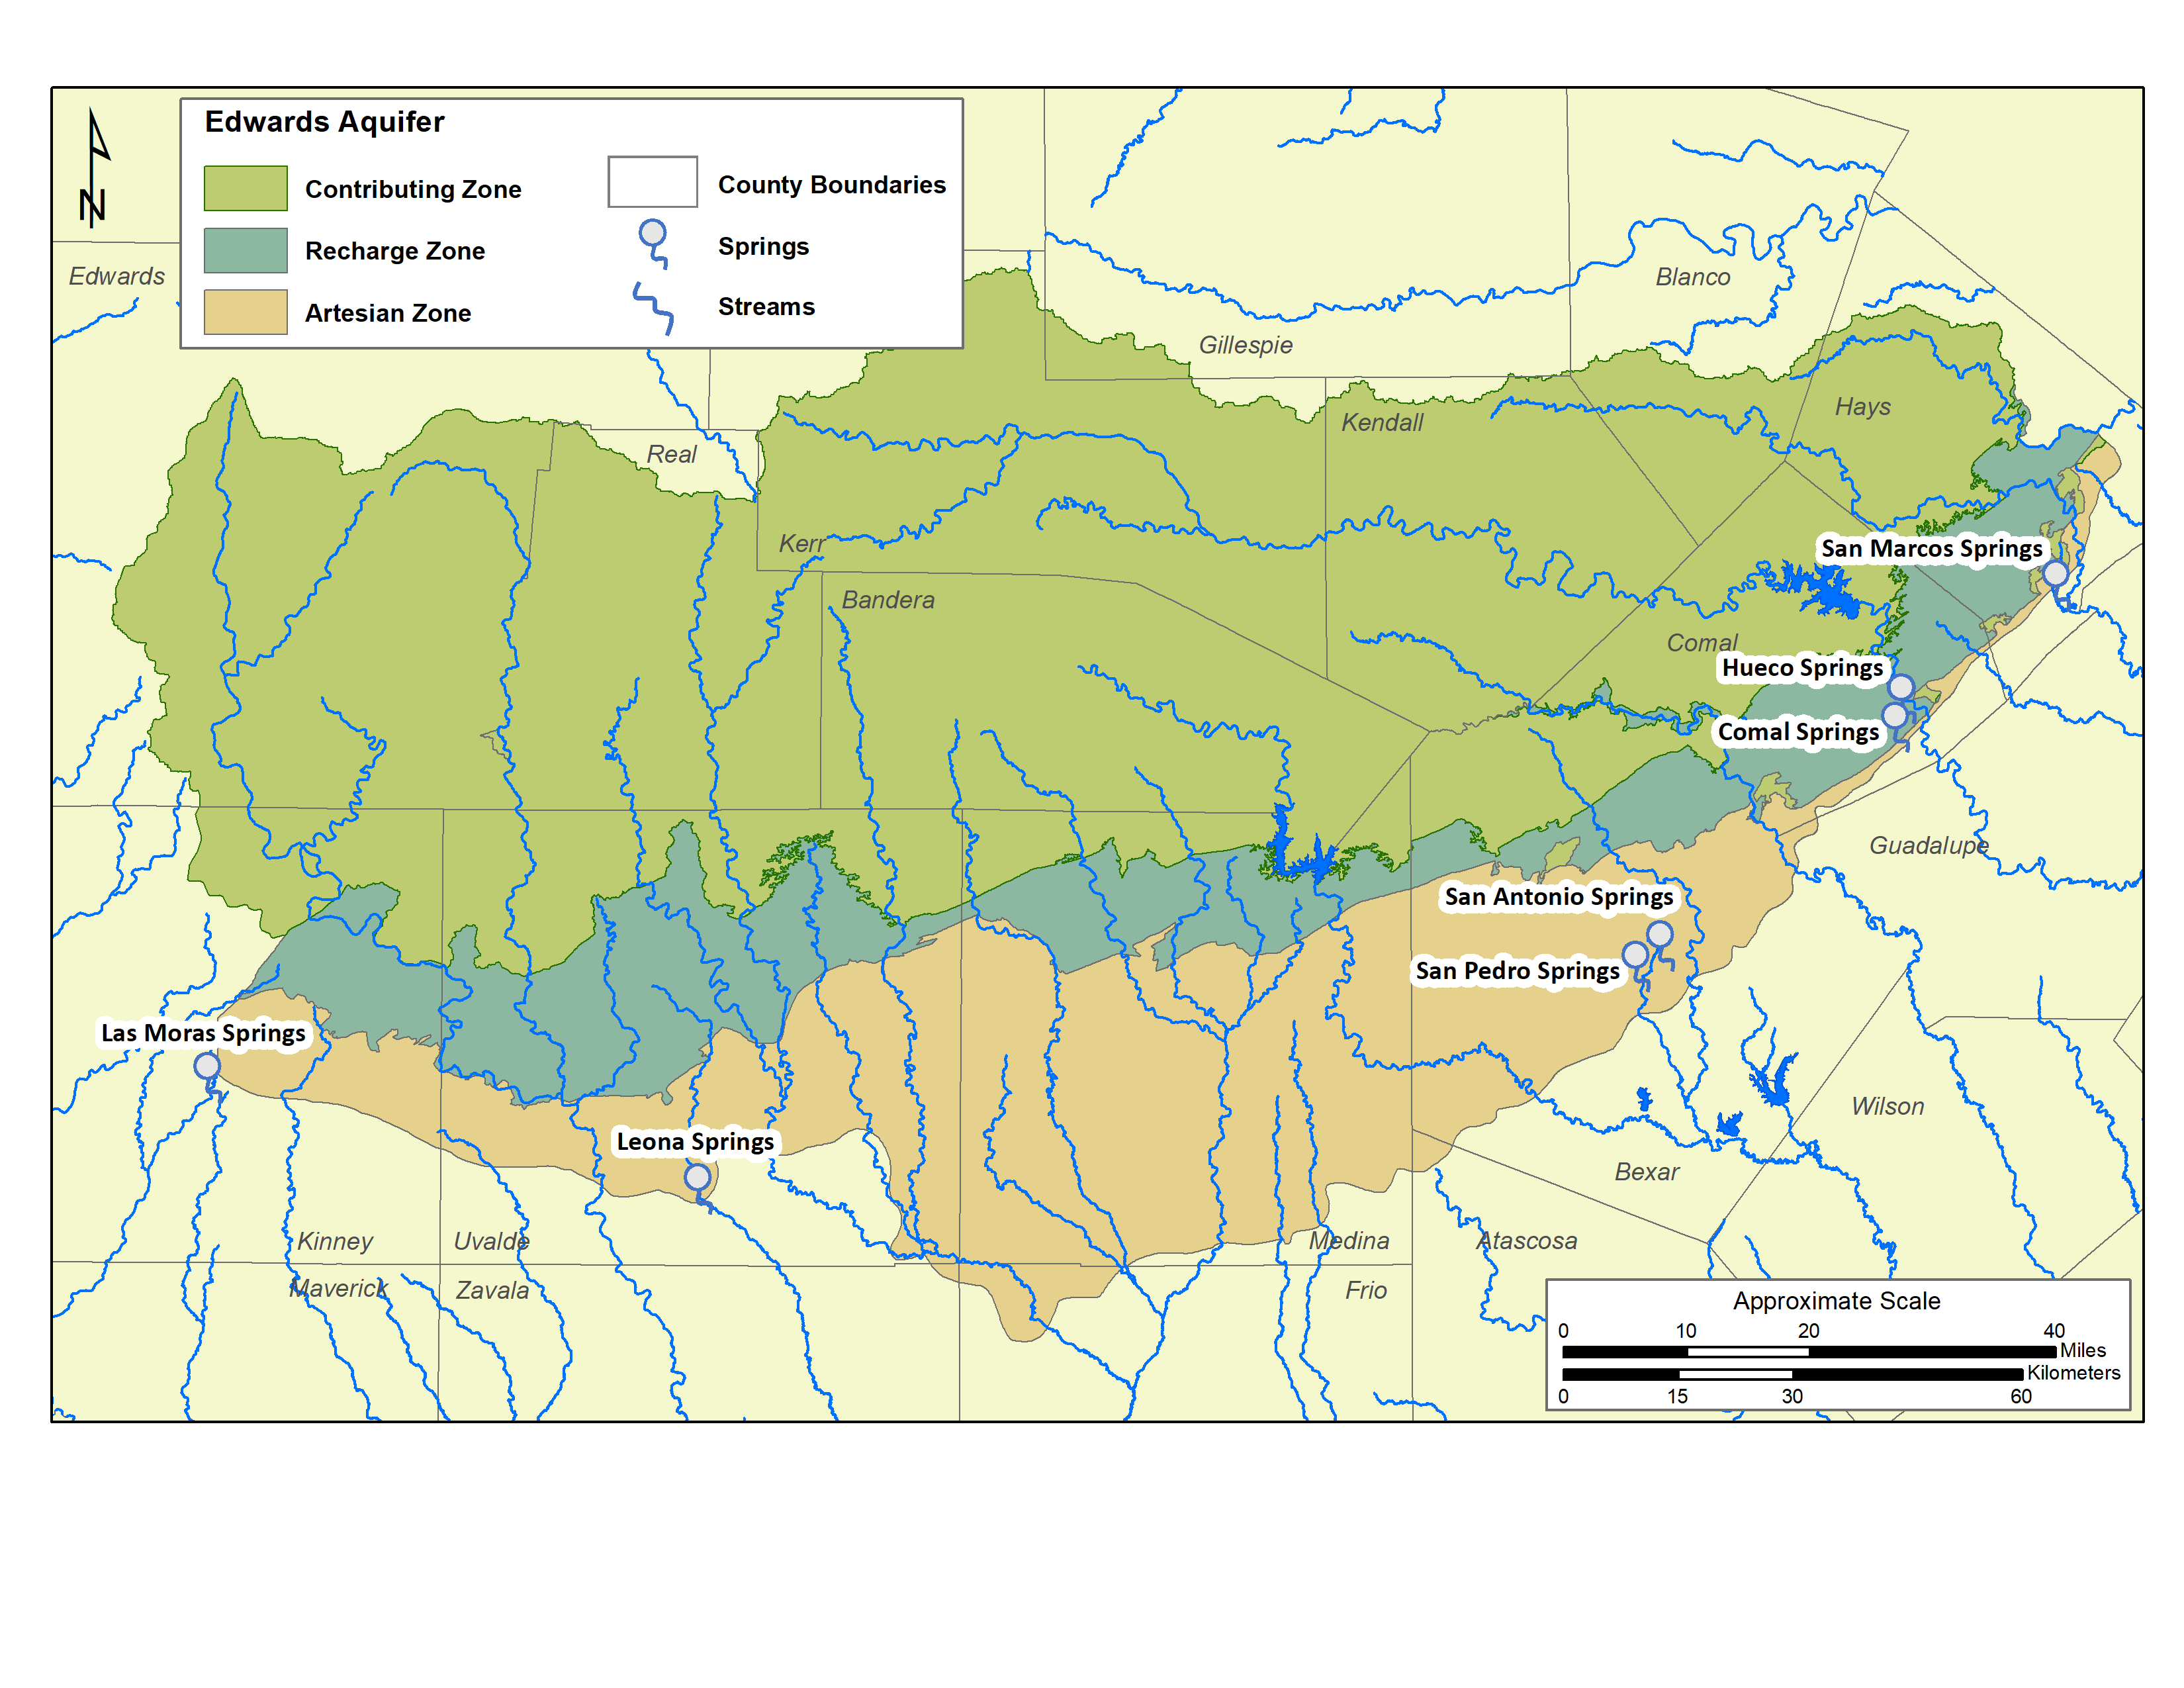 Edwards Aquifer
Contributing Zone
Recharge Zone
Artesian Zone
County Boundaries
Springs
Streams
N
Edwards
Blanco
Gillespie
Hays
Kendall
Real
Kerr
San Marcos Springs
Bandera
Comal
Hueco Springs
Comal Springs
Guadalupe
San Antonio Springs
San Pedro Springs
Las Moras Springs
Wilson
Leona Springs
Bexar
Kinney
Uvalde
Medina
Atascosa
Maverick
Zavala
Frio
Approximate Scale
0 10 20 40
Miles
Kilometers
0 15 30 60